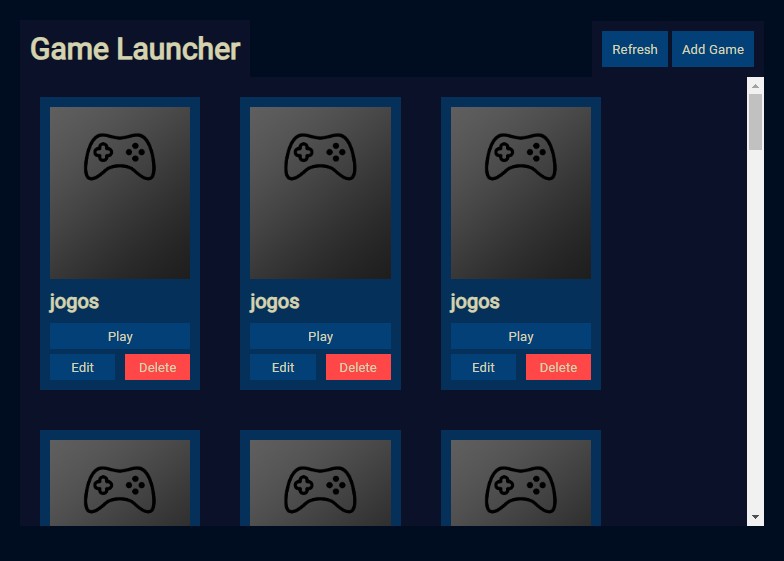 Game Launcher
Refresh Add Game
jogos jogos jogos
Play Play Play
Edit Delete Edit Delete Edit Delete